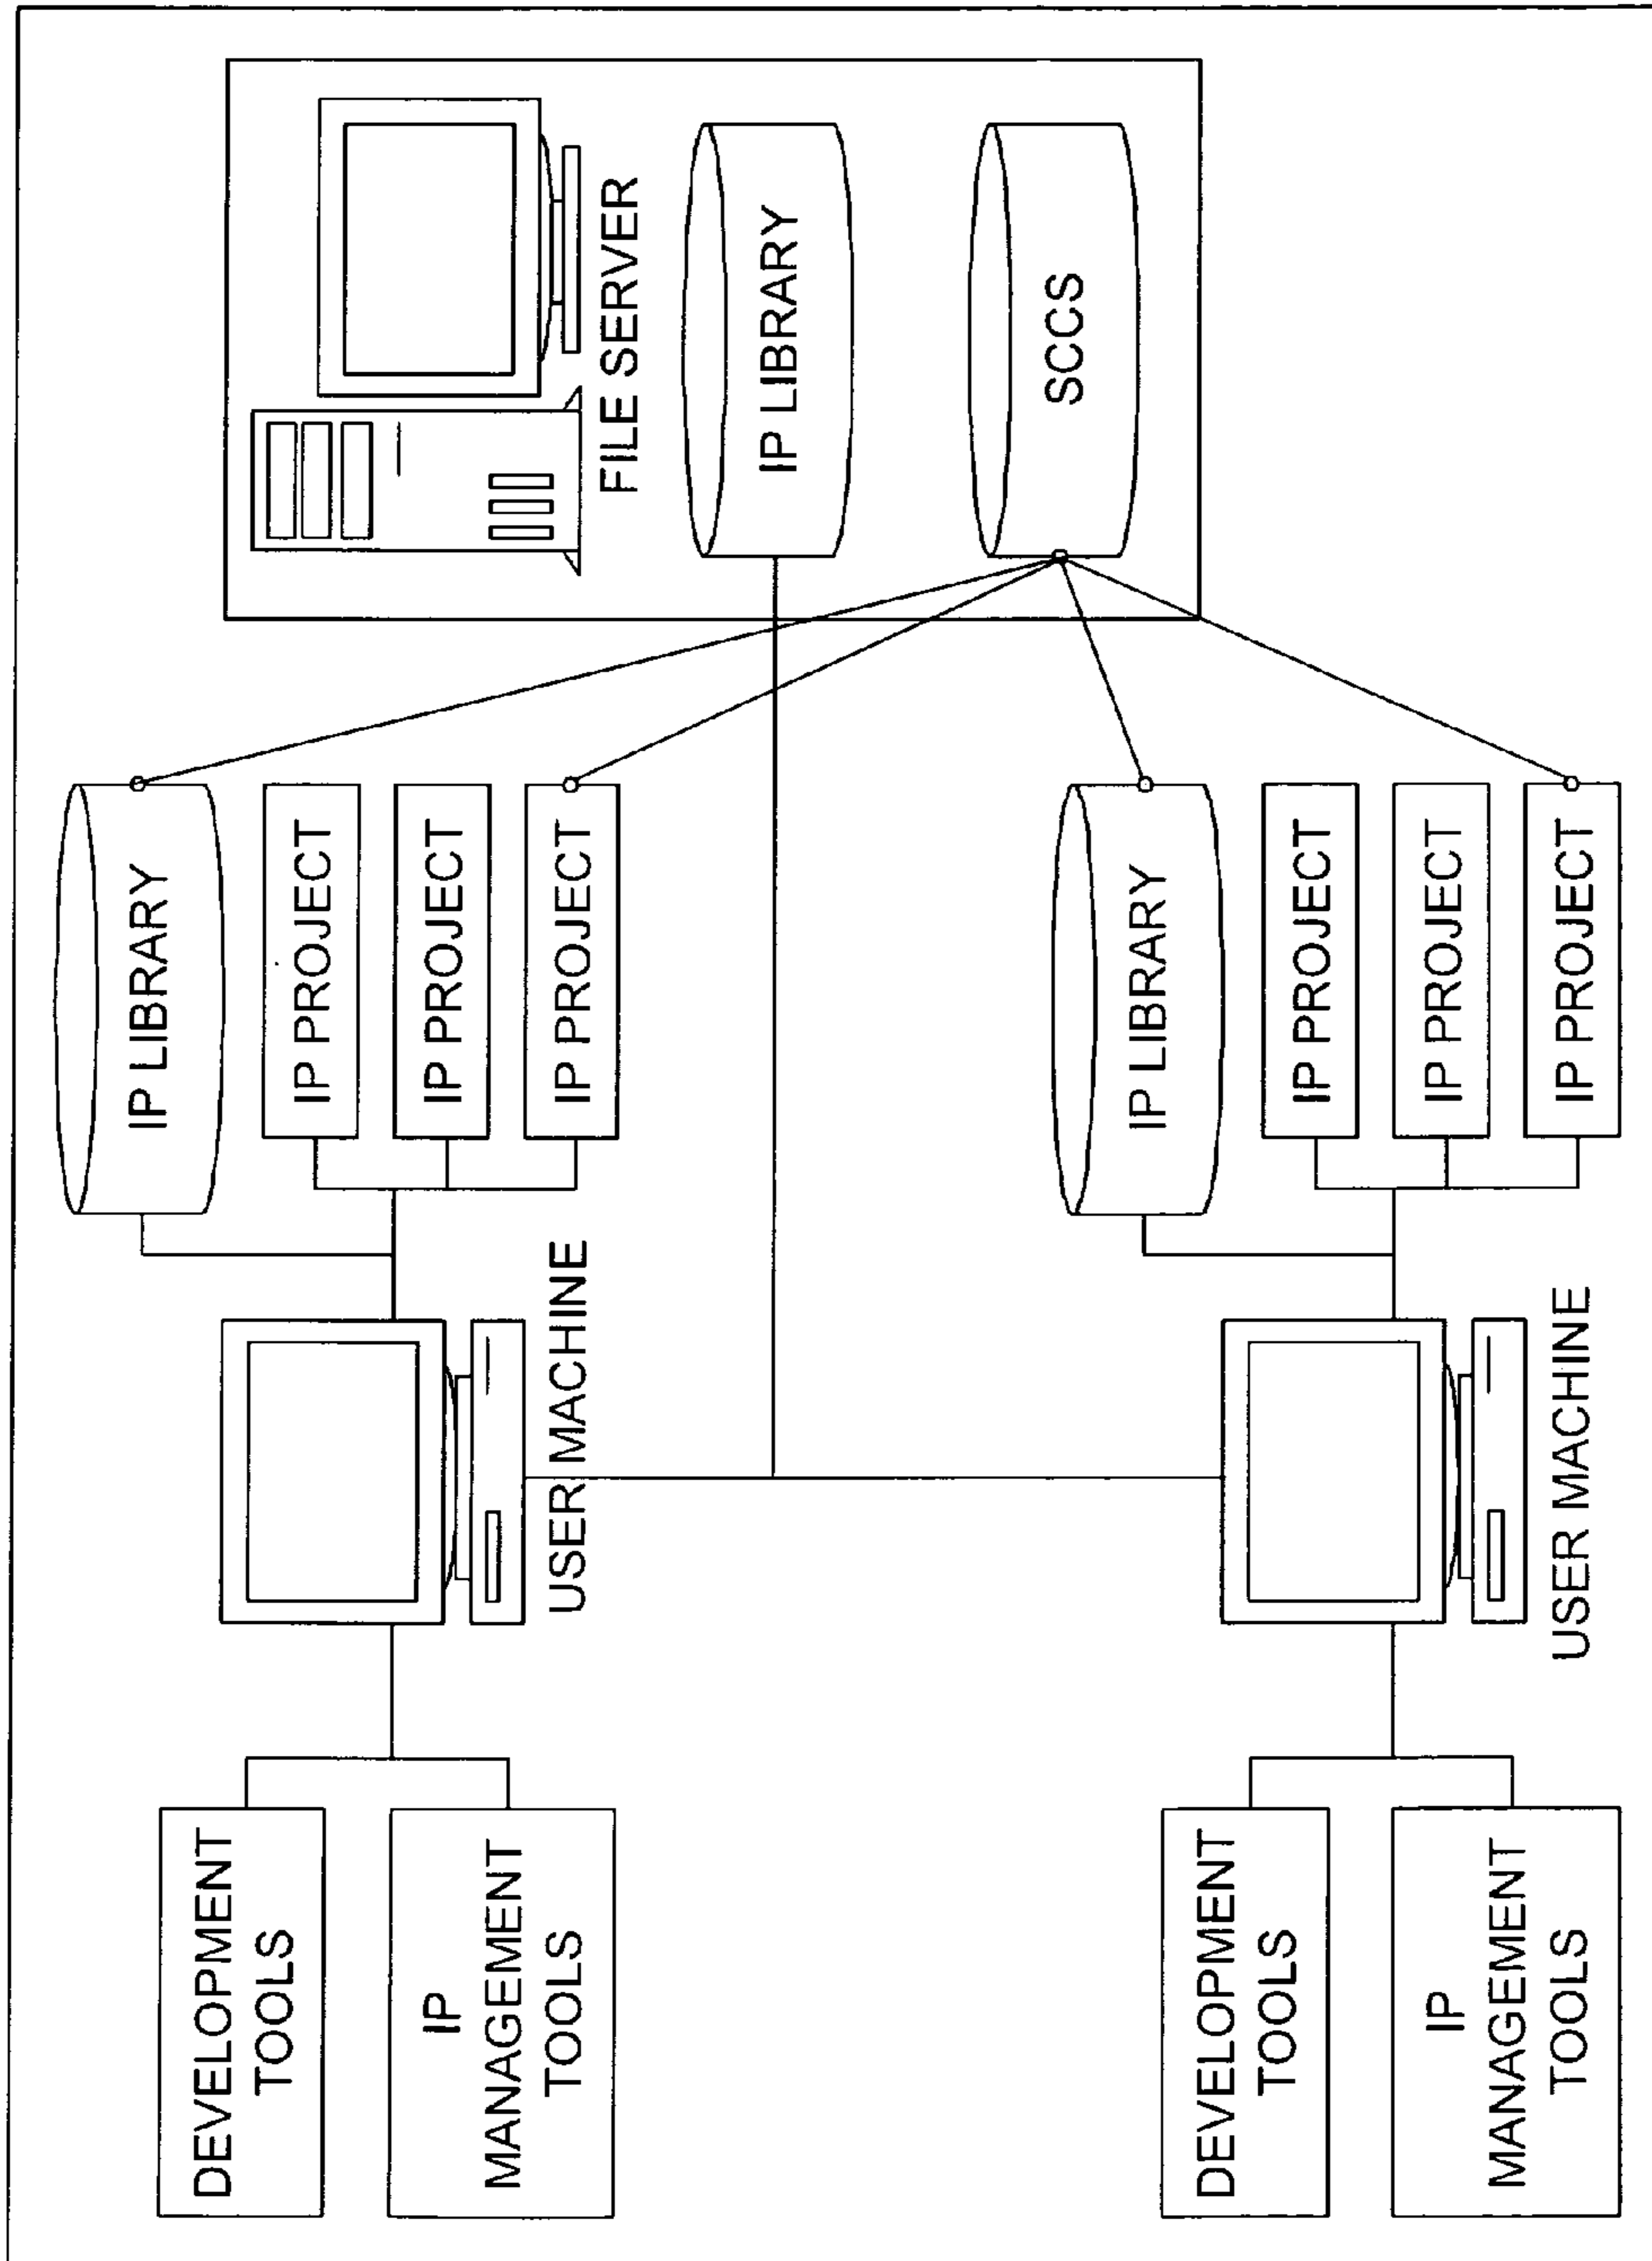 DEVELOPMENT
TOOLS
IP
MANAGEMENT
TOOLS
USER MACHINE
IP LIBRARY
IP PROJECT
IP PROJECT
IP PROJECT
FILE SERVER
IP LIBRARY
SCCS
DEVELOPMENT
TOOLS
IP
MANAGEMENT
TOOLS
USER MACHINE
IP LIBRARY
IP PROJECT
IP PROJECT
IP PROJECT